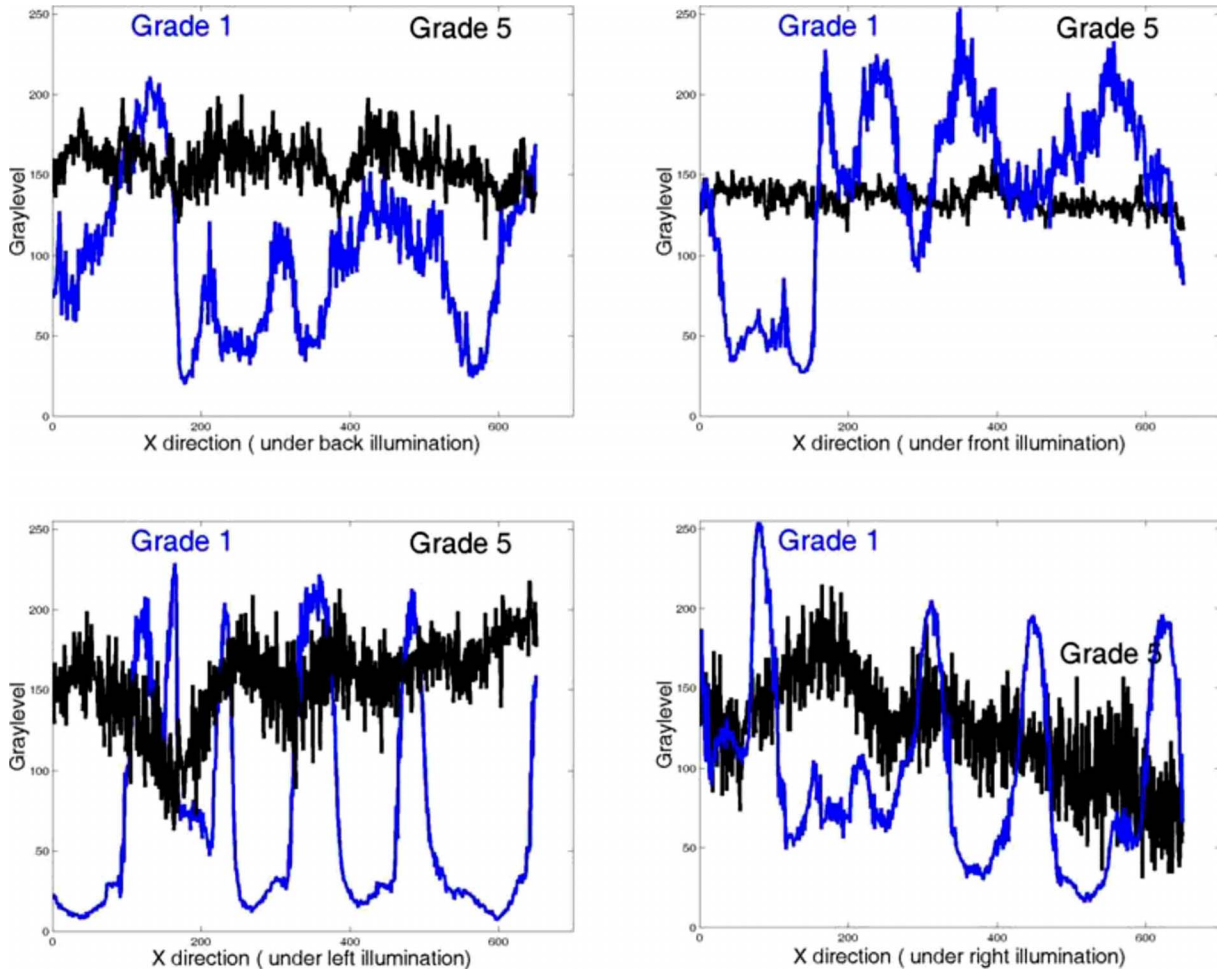 Grade 1 Grade 5
250
200
150
100
50
0
Graylevel
0 200 400 600
X direction ( under back illumination)
Grade 1 Grade 5
250
200
150
100
50
0
Graylevel
0 200 400 600
X direction ( under front illumination)
Grade 1 Grade 5
250
200
150
100
50
0
Graylevel
0 200 400 600
X direction ( under left illumination)
Grade 1
Grade 5
250
200
150
100
50
0
Graylevel
0 200 400 600
X direction ( under right illumination)